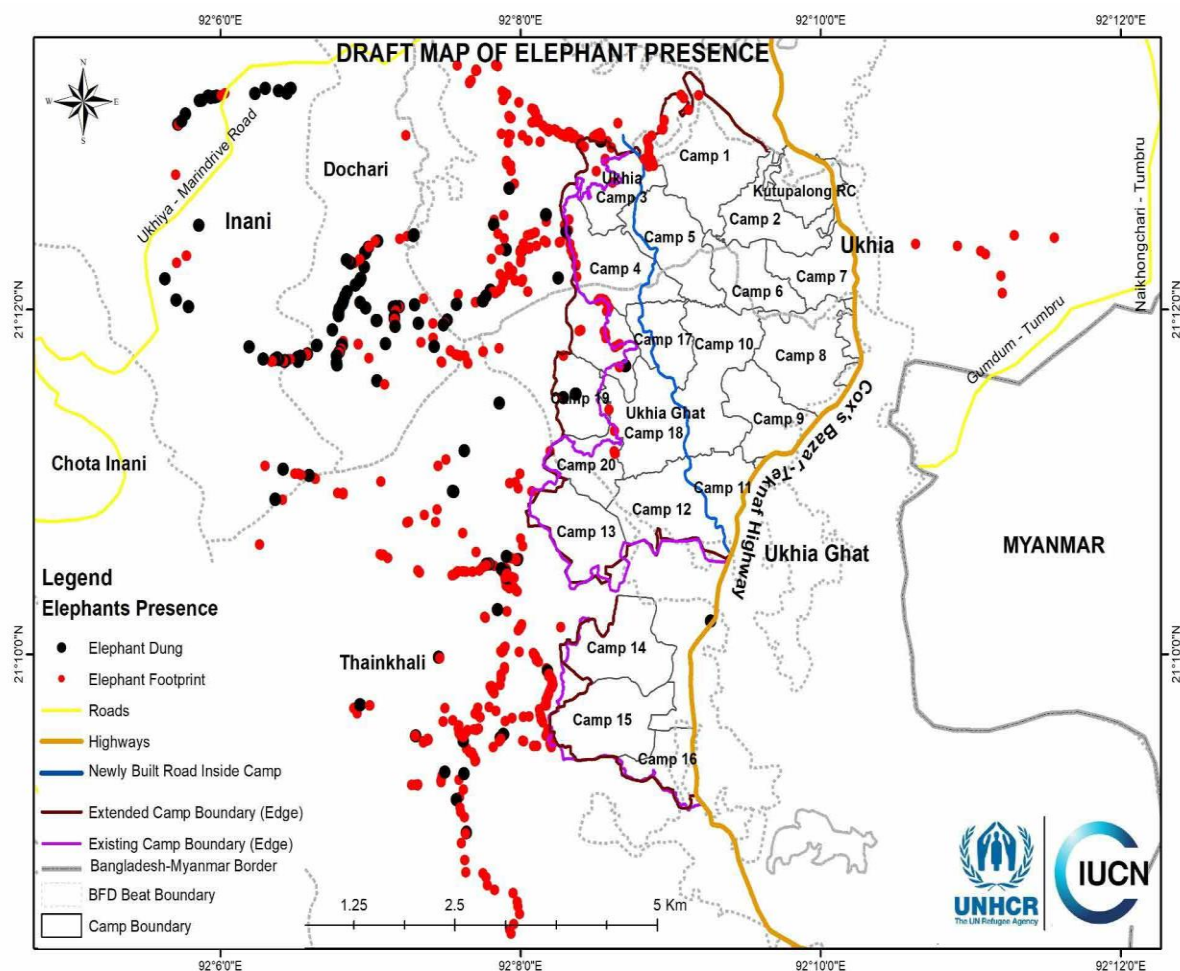 92°6'0"E
92°8'0"E
92°10'0"E
92°12'0"E
DRAFT MAP OF ELEPHANT PRESENCE
N
W
E
S
Ukhiya - Marindrive Road
Dochari
Inani
Chota Inani
Thainkhali
Camp 1
Ukhia
Camp 3
Kutupalong RC
Camp 2
Camp 5
Ukhia
Camp 4
Camp 7
Camp 6
Camp 17
Camp 10
Camp 8
Camp 19
Ukhia Ghat
Camp 18
Camp 9
Camp 20
Camp 11
Camp 12
Camp 13
Ukhia Ghat
Camp 14
Camp 15
Camp 16
Cox's Bazar -Teknaf Highway
Naikhongchari - Tumbru
Gumdum - Tumbru
MYANMAR
21°12'0"N
21°12'0"N
21°10'0"N
21°10'0"N
Legend
Elephants Presence
Elephant Dung
Elephant Footprint
Roads
Highways
Newly Built Road Inside Camp
Extended Camp Boundary (Edge)
Existing Camp Boundary (Edge)
Bangladesh-Myanmar Border
BFD Beat Boundary
Camp Boundary
1.25
2.5
5 Km
UNHCR
The UN Refugee Agency
IUCN
92°6'0"E
92°8'0"E
92°10'0"E
92°12'0"E